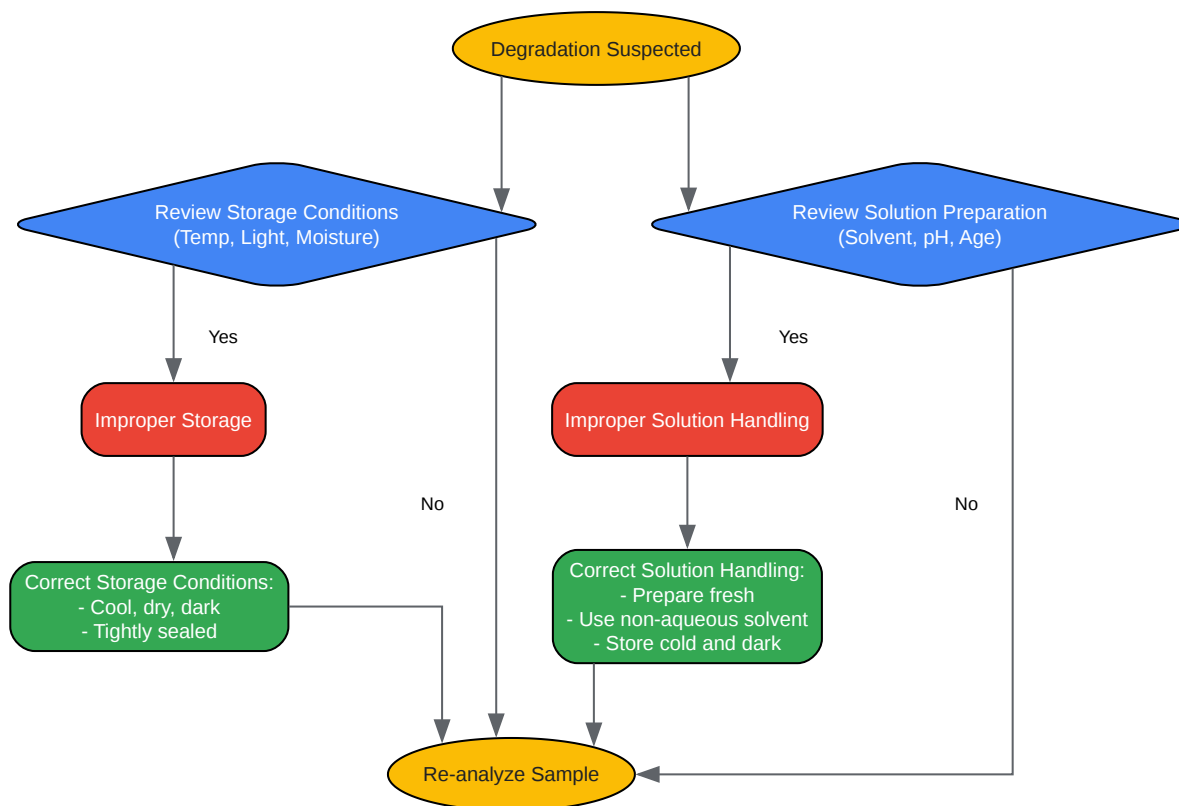 Degradation Suspected
Review Storage Conditions
(Temp, Light, Moisture)
Review Solution Preparation
(Solvent, pH, Age)
Yes
Yes
Improper Storage
Improper Solution Handling
No
No
Correct Storage Conditions:
- Cool, dry, dark
- Tightly sealed
Correct Solution Handling:
- Prepare fresh
- Use non-aqueous solvent
- Store cold and dark
Re-analyze Sample